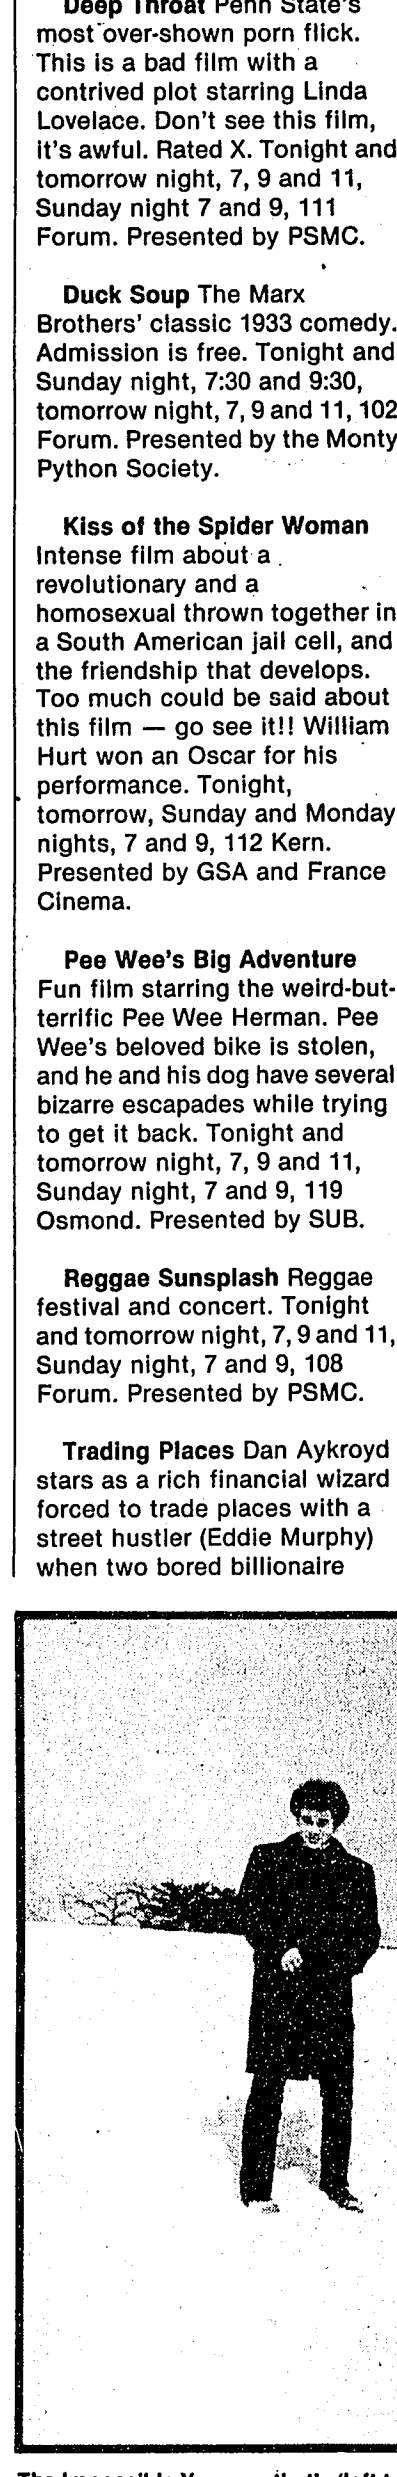 Deep Throat Penn State's
most over-shown porn flick.
This is a bad film with a
contrived plot starring Linda
Lovelace. Don't see this film,
it's awful. Rated X. Tonight and
tomorrow night, 7, 9 and 11,
Sunday night 7 and 9, 111
Forum. Presented by PSMC.
Duck Soup The Marx
Brothers' classic 1933 comedy.
Admission is free. Tonight and
Sunday night, 7:30 and 9:30,
tomorrow night, 7, 9 and 11, 102
Forum. Presented by the Monty
Python Society.
Kiss of the Spider Woman
Intense film about a
revolutionary and a
homosexual thrown together in
a South American jail cell, and
the friendship that develops.
Too much could be said about
this film — go see it!! William
Hurt won an Oscar for his
performance. Tonight,
tomorrow, Sunday and Monday
nights, 7 and 9, 112 Kern.
Presented by GSA and France
Cinema.
Pee Wee's Big Adventure
Fun film starring the weird-but-
terrific Pee Wee Herman. Pee
Wee's beloved bike is stolen,
and he and his dog have several
bizarre escapades while trying
to get it back. Tonight and
tomorrow night, 7, 9 and 11,
Sunday night, 7 and 9, 119
Osmond. Presented by SUB.
Reggae Sunsplash Reggae
festival and concert. Tonight
and tomorrow night, 7, 9 and 11,
Sunday night, 7 and 9, 108
Forum. Presented by PSMC.
Trading Places Dan Aykroyd
stars as a rich financial wizard
forced to trade places with a
street hustler (Eddie Murphy)
when two bored billionaire